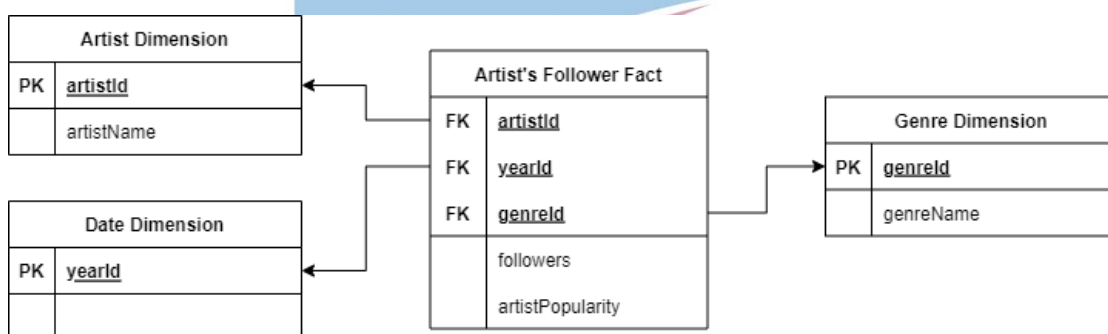 Artist Dimension
PK artistId
artistName
Date Dimension
PK yearId
Artist's Follower Fact
FK artistId
FK yearId
FK genreId
followers
artistPopularity
Genre Dimension
PK genreId
genreName